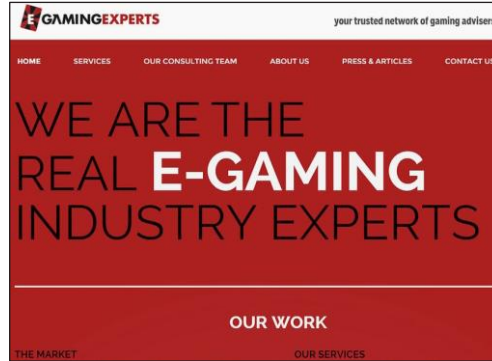 E GAMINGEXPERTS
your trusted network of gaming advisers
HOME SERVICES OUR CONSULTING TEAM ABOUT US PRESS & ARTICLES CONTACT US
WE ARE THE
REAL E-GAMING
INDUSTRY EXPERTS
OUR WORK
THE MARKET OUR SERVICES